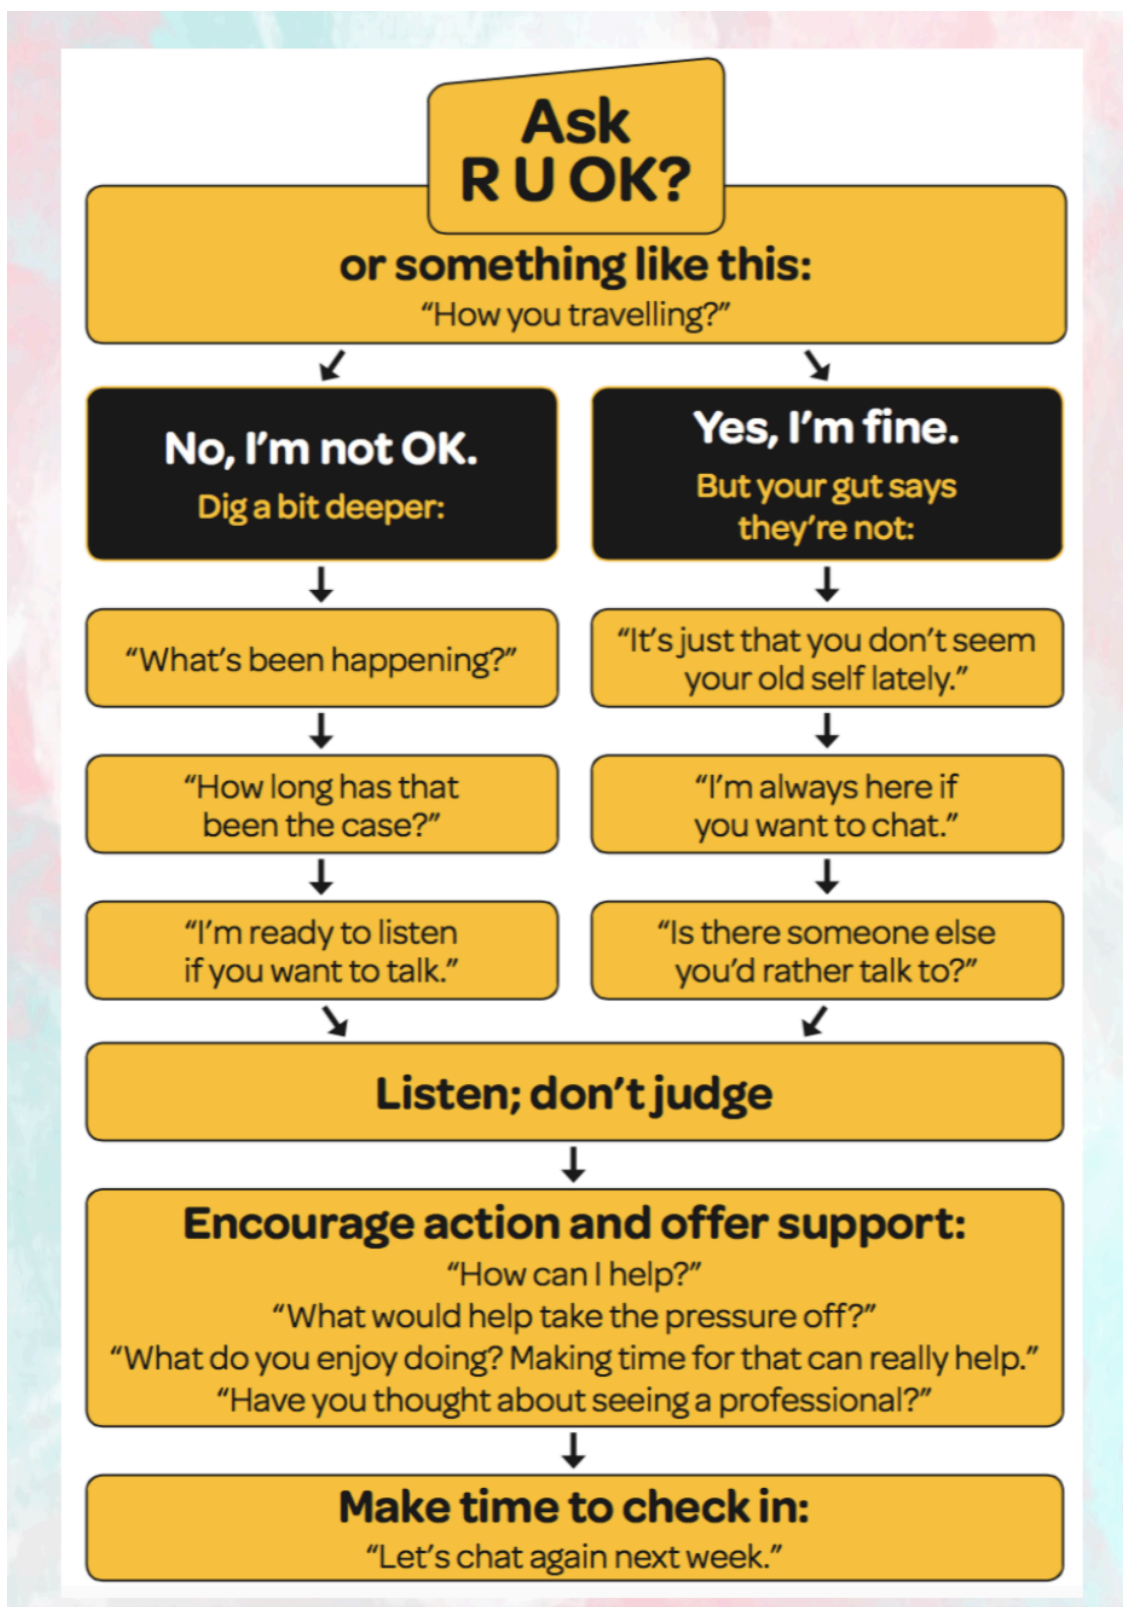 Ask
R U OK?
or something like this:
“How you travelling?”
No, I’m not OK.
Dig a bit deeper:
“What’s been happening?”
“How long has that
been the case?”
“I’m ready to listen
if you want to talk.”
Yes, I’m fine.
But your gut says
they’re not:
“It’s just that you don’t seem
your old self lately.”
“I’m always here if
you want to chat.”
“Is there someone else
you’d rather talk to?”
Listen; don’t judge
Encourage action and offer support:
“How can I help?”
“What would help take the pressure off?”
“What do you enjoy doing? Making time for that can really help.”
“Have you thought about seeing a professional?”
Make time to check in:
“Let’s chat again next week.”